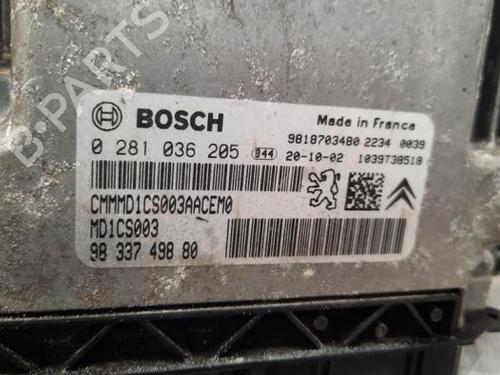 B-PARTS
BOSCH
Made in France
9818703480 2234 0039
0 281 036 205 944 20-10-02 1039T38518
CMMMD1CS003AACEM0
MD1CS003
98 337 498 80